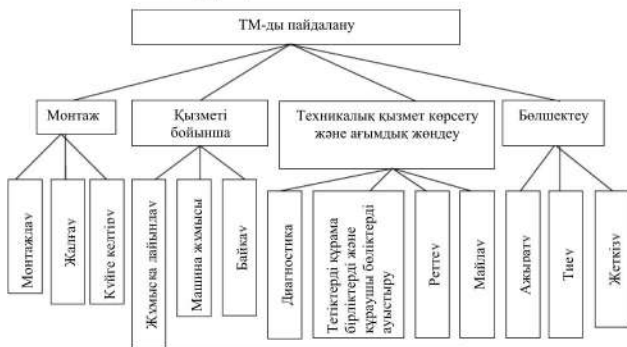 ТМ-ды пайдалану
Монтаж
Қызметі
бойынша
Техникалық қызмет көрсету
және ағымдық жөндеу
Бөлшектеу
Монтаждау
Жалғау
Күйге келтіру
Жұмысқа дайындау
Машина жұмысы
Байқау
Диагностика
Тетіктерді құрама
бірліктерді және
құраушы бөліктерді
ауыстыру
Реттеу
Майлау
Ажырату
Тиеу
Жеткізу